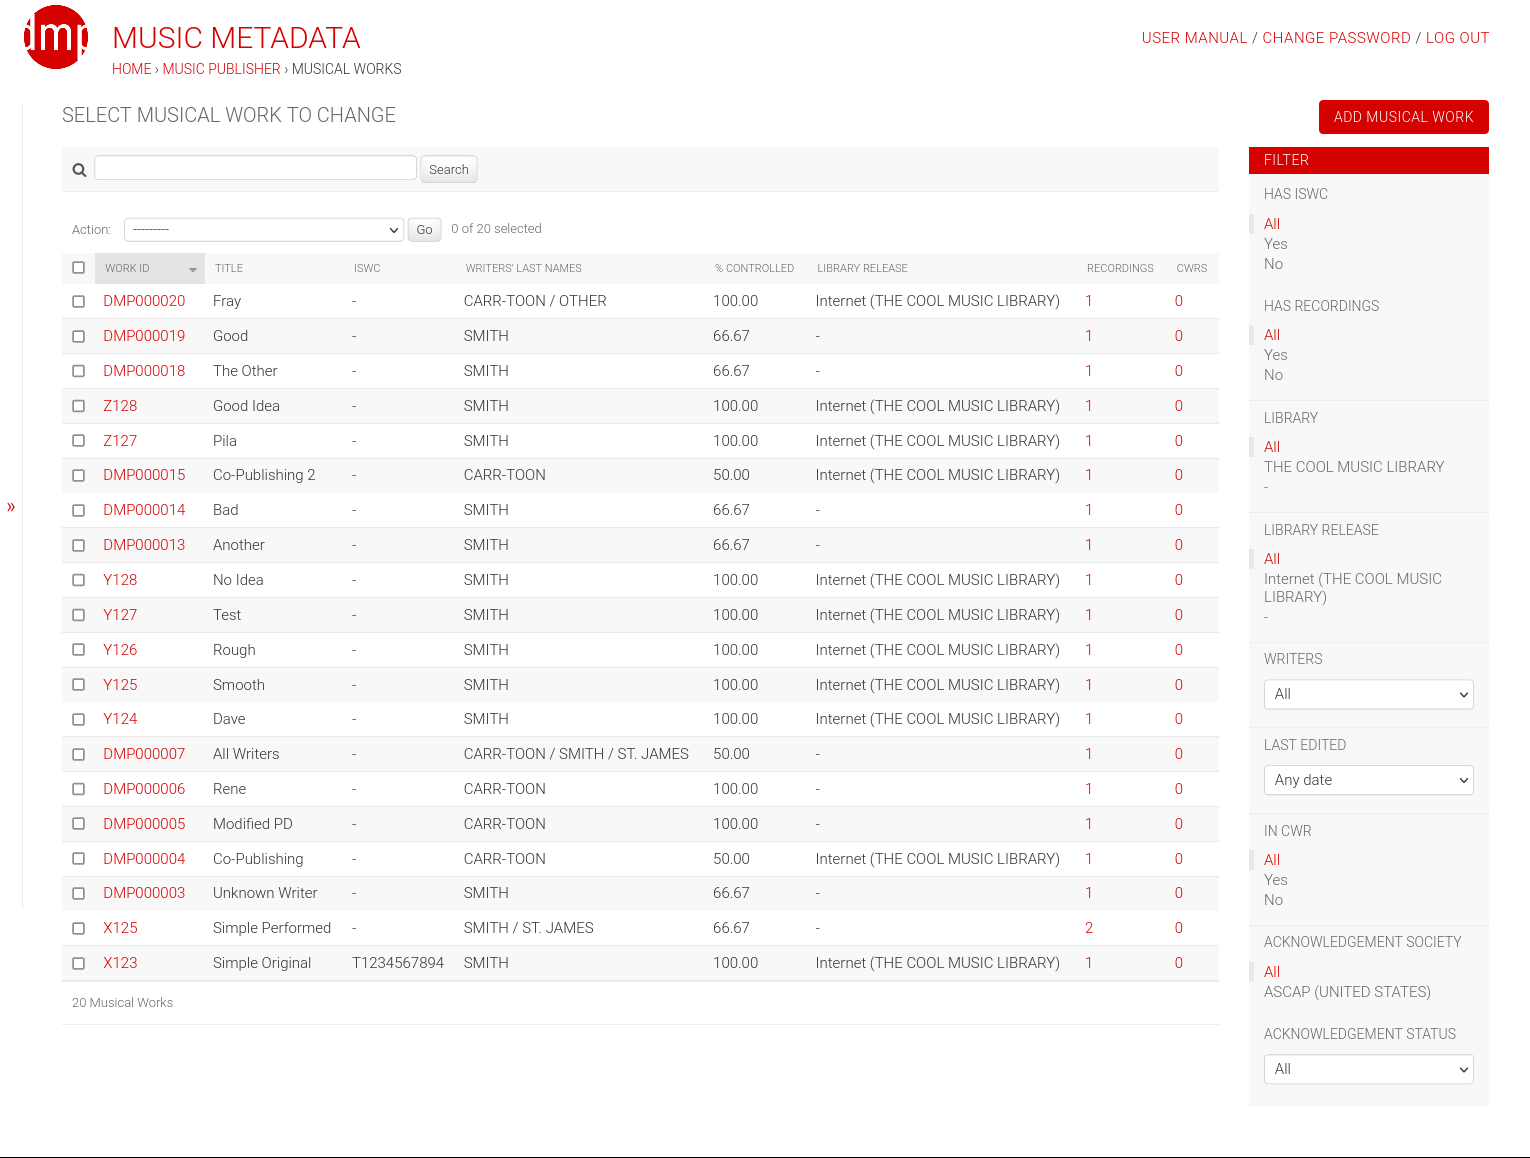 dmp
MUSIC METADATA
USER MANUAL / CHANGE PASSWORD / LOG OUT
HOME › MUSIC PUBLISHER › MUSICAL WORKS
SELECT MUSICAL WORK TO CHANGE
ADD MUSICAL WORK
Search
Action: --------- Go 0 of 20 selected
WORK ID TITLE ISWC WRITERS' LAST NAMES % CONTROLLED LIBRARY RELEASE RECORDINGS CWRS
DMP000020 Fray - CARR-TOON / OTHER 100.00 Internet (THE COOL MUSIC LIBRARY) 1 0
DMP000019 Good - SMITH 66.67 - 1 0
DMP000018 The Other - SMITH 66.67 - 1 0
Z128 Good Idea - SMITH 100.00 Internet (THE COOL MUSIC LIBRARY) 1 0
Z127 Pila - SMITH 100.00 Internet (THE COOL MUSIC LIBRARY) 1 0
DMP000015 Co-Publishing 2 - CARR-TOON 50.00 Internet (THE COOL MUSIC LIBRARY) 1 0
DMP000014 Bad - SMITH 66.67 - 1 0
DMP000013 Another - SMITH 66.67 - 1 0
Y128 No Idea - SMITH 100.00 Internet (THE COOL MUSIC LIBRARY) 1 0
Y127 Test - SMITH 100.00 Internet (THE COOL MUSIC LIBRARY) 1 0
Y126 Rough - SMITH 100.00 Internet (THE COOL MUSIC LIBRARY) 1 0
Y125 Smooth - SMITH 100.00 Internet (THE COOL MUSIC LIBRARY) 1 0
Y124 Dave - SMITH 100.00 Internet (THE COOL MUSIC LIBRARY) 1 0
DMP000007 All Writers - CARR-TOON / SMITH / ST. JAMES 50.00 - 1 0
DMP000006 Rene - CARR-TOON 100.00 - 1 0
DMP000005 Modified PD - CARR-TOON 100.00 - 1 0
DMP000004 Co-Publishing - CARR-TOON 50.00 Internet (THE COOL MUSIC LIBRARY) 1 0
DMP000003 Unknown Writer - SMITH 66.67 - 1 0
X125 Simple Performed - SMITH / ST. JAMES 66.67 - 2 0
X123 Simple Original T1234567894 SMITH 100.00 Internet (THE COOL MUSIC LIBRARY) 1 0
20 Musical Works
»
FILTER
HAS ISWC
All
Yes
No
HAS RECORDINGS
All
Yes
No
LIBRARY
All
THE COOL MUSIC LIBRARY
-
LIBRARY RELEASE
All
Internet (THE COOL MUSIC
LIBRARY)
-
WRITERS
All
LAST EDITED
Any date
IN CWR
All
Yes
No
ACKNOWLEDGEMENT SOCIETY
All
ASCAP (UNITED STATES)
ACKNOWLEDGEMENT STATUS
All